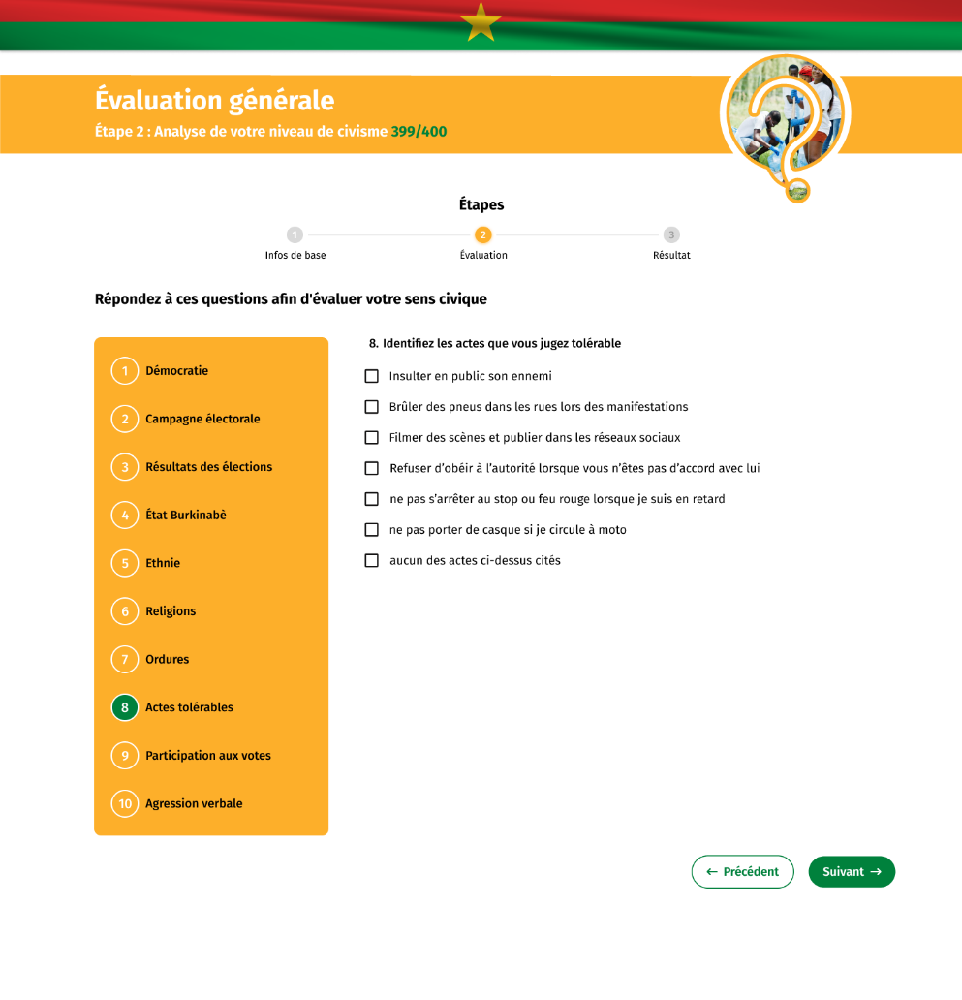 Évaluation générale
Étape 2 : Analyse de votre niveau de civisme 399/400
Étapes
1
2
3
Infos de base
Évaluation
Résultat
Répondez à ces questions afin d'évaluer votre sens civique
1 Démocratie
2 Campagne électorale
3 Résultats des élections
4 État Burkinabè
5 Ethnie
6 Religions
7 Ordures
8 Actes tolérables
9 Participation aux votes
10 Agression verbale
8. Identifiez les actes que vous jugez tolérable
Insulter en public son ennemi
Brûler des pneus dans les rues lors des manifestations
Filmer des scènes et publier dans les réseaux sociaux
Refuser d’obéir à l’autorité lorsque vous n’êtes pas d’accord avec lui
ne pas s’arrêter au stop ou feu rouge lorsque je suis en retard
ne pas porter de casque si je circule à moto
aucun des actes ci-dessus cités
← Précédent
Suivant →